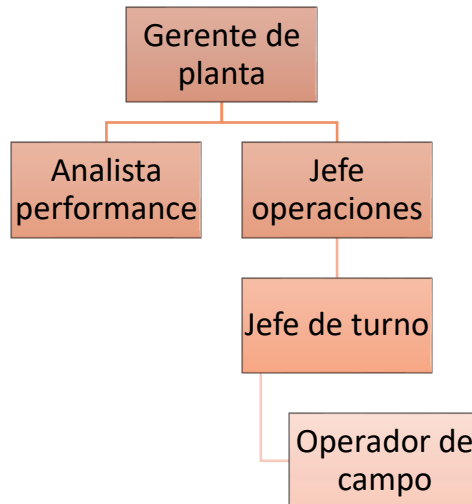 Gerente de
planta
Analista
performance
Jefe
operaciones
Jefe de turno
Operador de
campo